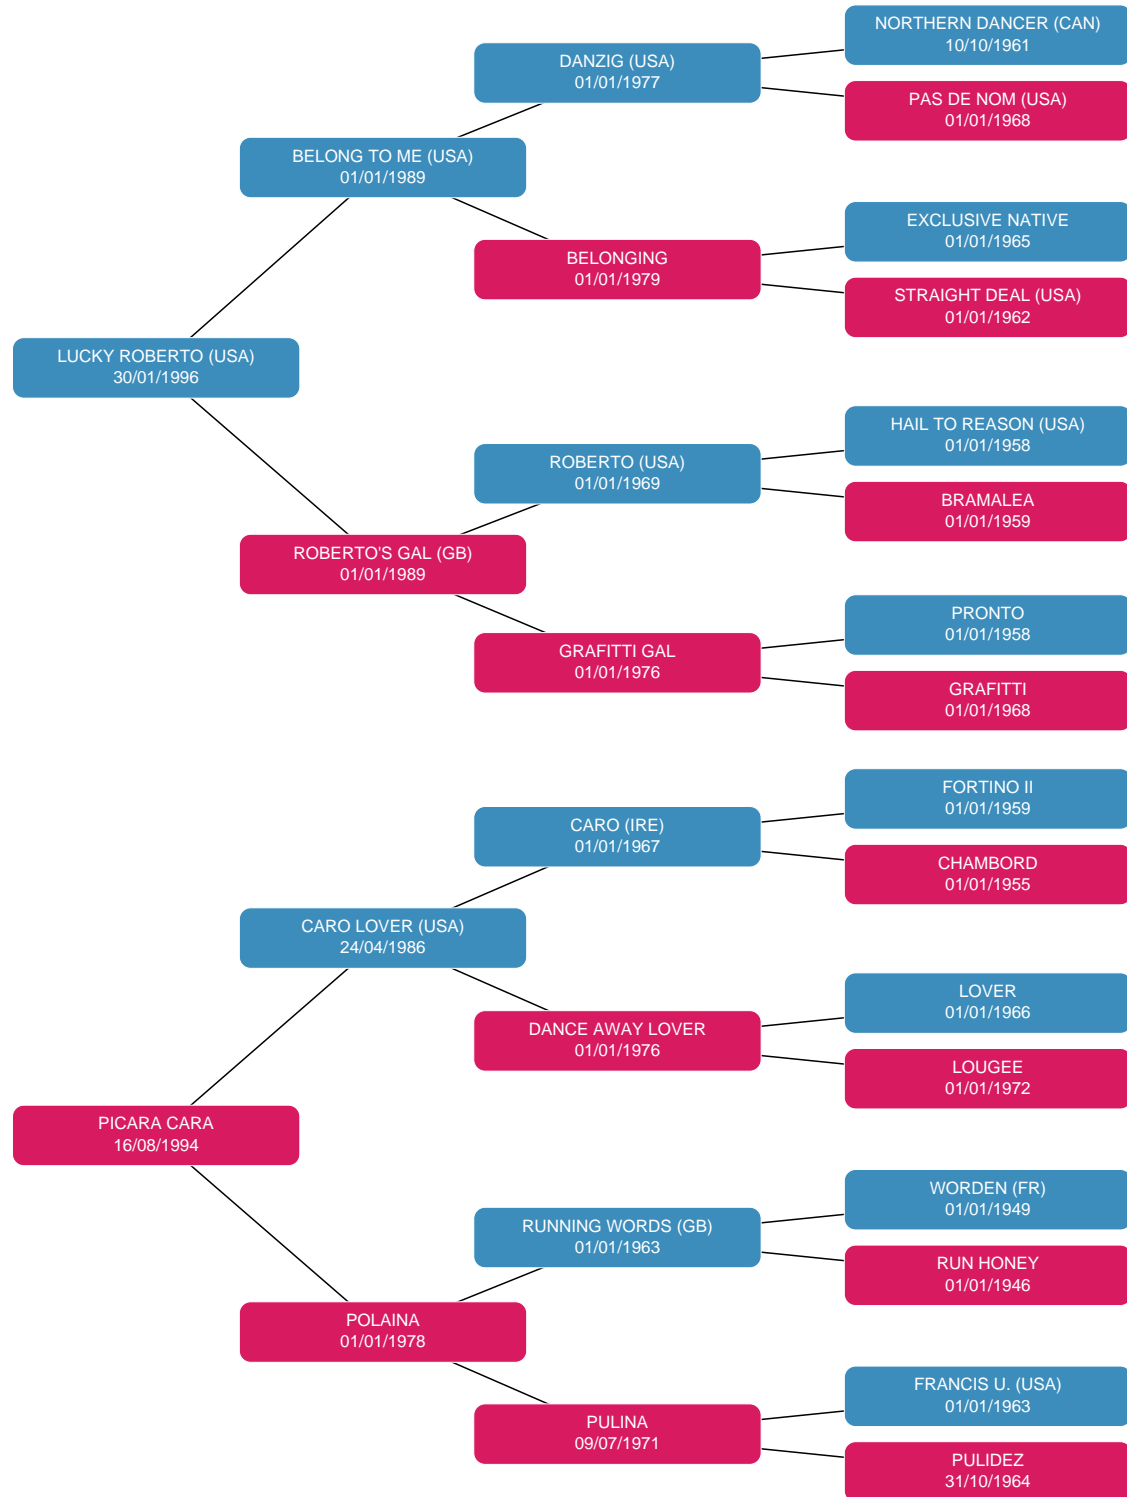 NORTHERN DANCER (CAN)
10/10/1961
DANZIG (USA)
01/01/1977
PAS DE NOM (USA)
01/01/1968
BELONG TO ME (USA)
01/01/1989
EXCLUSIVE NATIVE
01/01/1965
BELONGING
01/01/1979
STRAIGHT DEAL (USA)
01/01/1962
LUCKY ROBERTO (USA)
30/01/1996
HAIL TO REASON (USA)
01/01/1958
ROBERTO (USA)
01/01/1969
BRAMALEA
01/01/1959
ROBERTO'S GAL (GB)
01/01/1989
PRONTO
01/01/1958
GRAFITTI GAL
01/01/1976
GRAFITTI
01/01/1968
FORTINO II
01/01/1959
CARO (IRE)
01/01/1967
CHAMBORD
01/01/1955
CARO LOVER (USA)
24/04/1986
LOVER
01/01/1966
DANCE AWAY LOVER
01/01/1976
LOUGEE
01/01/1972
PICARA CARA
16/08/1994
WORDEN (FR)
01/01/1949
RUNNING WORDS (GB)
01/01/1963
RUN HONEY
01/01/1946
POLAINA
01/01/1978
FRANCIS U. (USA)
01/01/1963
PULINA
09/07/1971
PULIDEZ
31/10/1964